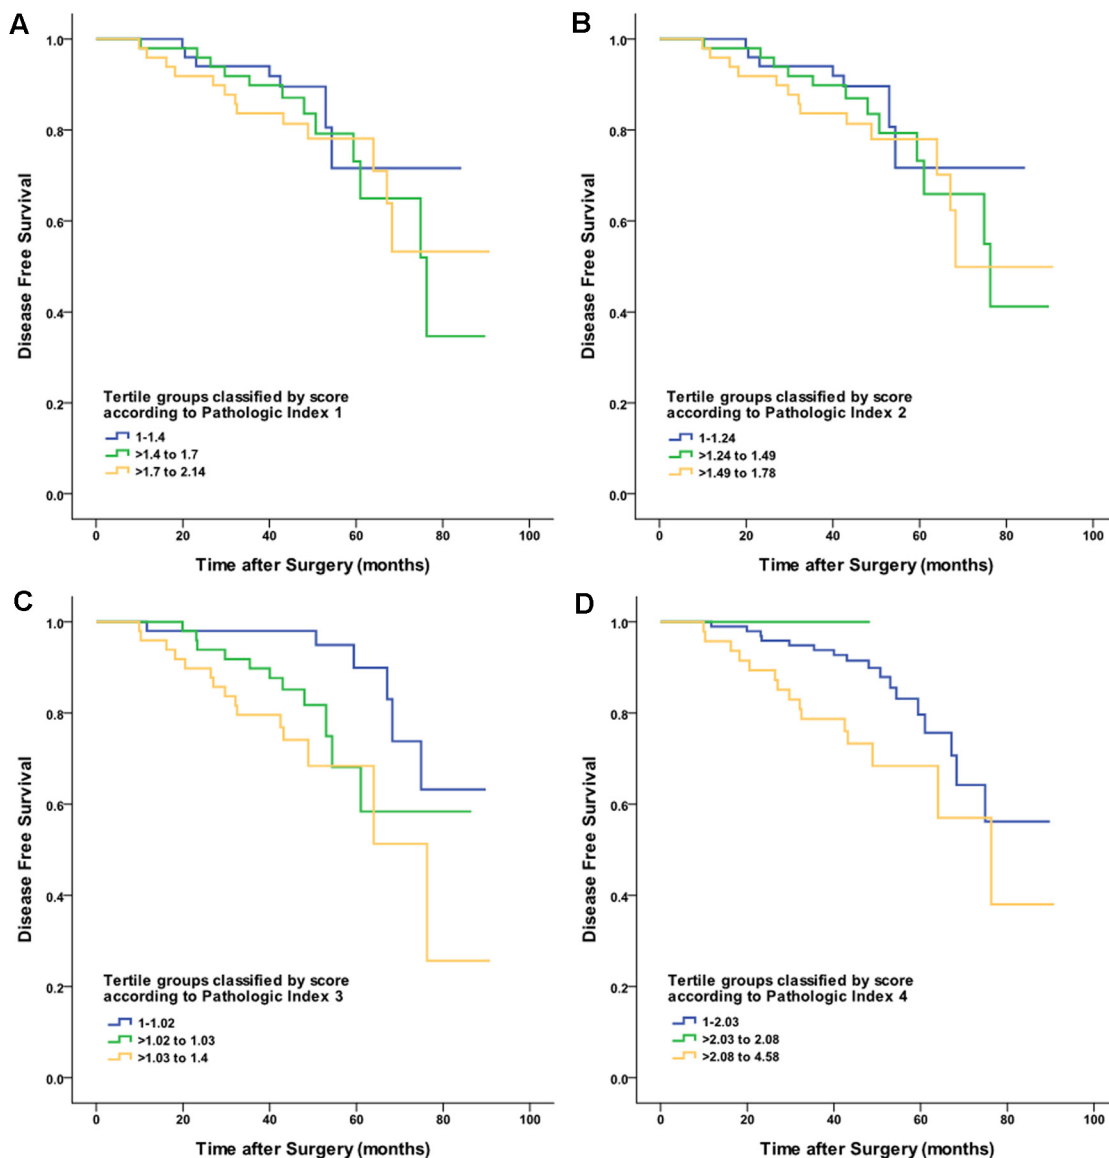 A
1.0
0.8
0.6
0.4
0.2
0.0
Disease Free Survival
Tertile groups classified by score
according to Pathologic Index 1
1-1.4
>1.4 to 1.7
>1.7 to 2.14
0 20 40 60 80 100
Time after Surgery (months)
B
1.0
0.8
0.6
0.4
0.2
0.0
Disease Free Survival
Tertile groups classified by score
according to Pathologic Index 2
1-1.24
>1.24 to 1.49
>1.49 to 1.78
0 20 40 60 80 100
Time after Surgery (months)
C
1.0
0.8
0.6
0.4
0.2
0.0
Disease Free Survival
Tertile groups classified by score
according to Pathologic Index 3
1-1.02
>1.02 to 1.03
>1.03 to 1.4
0 20 40 60 80 100
Time after Surgery (months)
D
1.0
0.8
0.6
0.4
0.2
0.0
Disease Free Survival
Tertile groups classified by score
according to Pathologic Index 4
1-2.03
>2.03 to 2.08
>2.08 to 4.58
0 20 40 60 80 100
Time after Surgery (months)